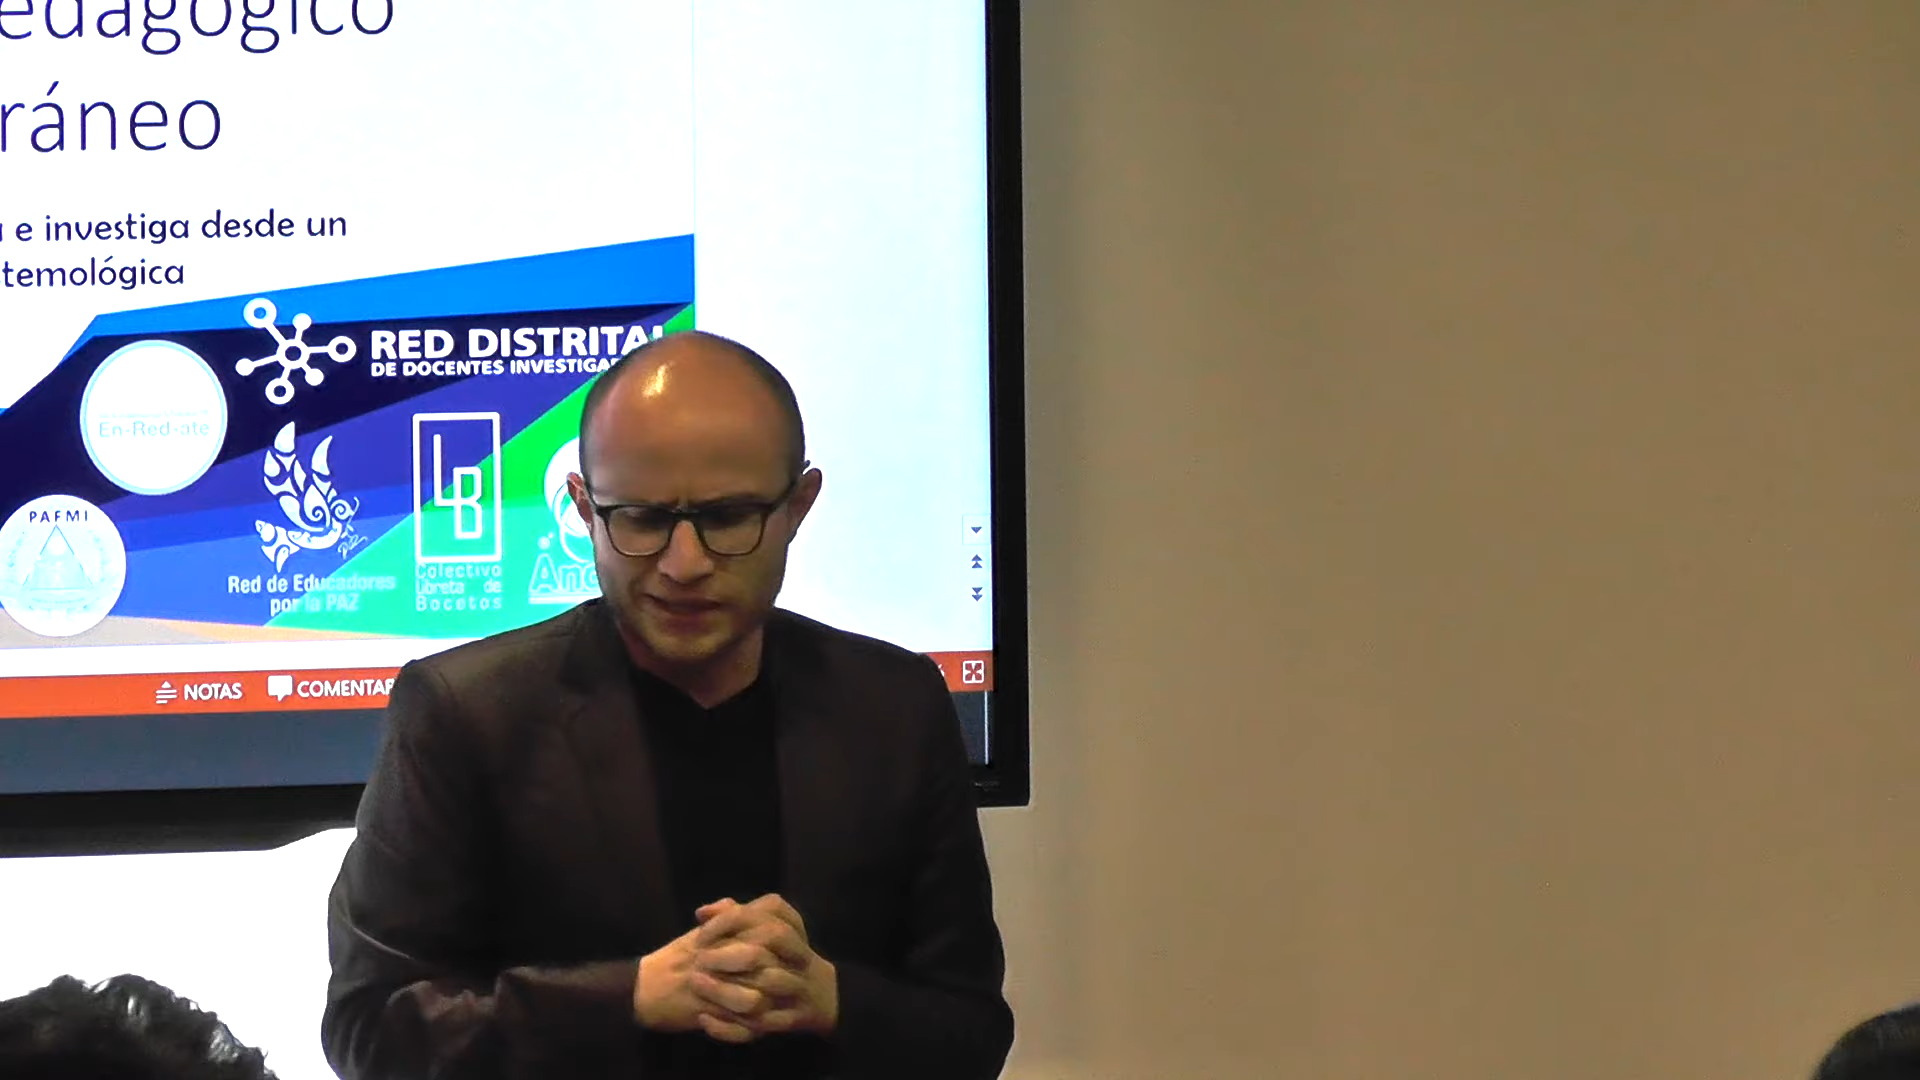 edagógico
ráneo
e investiga desde un
temológica
RED DISTRITAL
DE DOCENTES INVESTIGA
En-Red-ate
PAFMI
Red de Educadores
por la PAZ
LB
Colectivo
Libreta de
Bocetos
NOTAS
COMENTAR